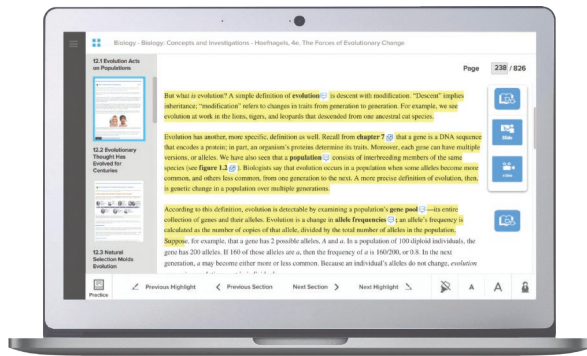 Biology - Biology: Concepts and Investigations - Hoefnagels, 4e, The Forces of Evolutionary Change
12.1 Evolution Acts
on Populations
12.2 Evolutionary
Thought Has
Evolved for
Centuries
12.3 Natural
Selection Molds
Evolution
Page 238 / 826
But what is evolution? A simple definition of evolution is descent with modification. "Descent" implies
inheritance; "modification" refers to changes in traits from generation to generation. For example, we see
evolution at work in the lions, tigers, and leopards that descended from one ancestral cat species.
Evolution has another, more specific, definition as well. Recall from chapter 7 that a gene is a DNA sequence
that encodes a protein; in part, an organism's proteins determine its traits. Moreover, each gene can have multiple
versions, or alleles. We have also seen that a population consists of interbreeding members of the same
species (see figure 1.2 ). Biologists say that evolution occurs in a population when some alleles become more
common, and others less common, from one generation to the next. A more precise definition of evolution, then,
is genetic change in a population over multiple generations.
According to this definition, evolution is detectable by examining a population's gene pool —its entire
collection of genes and their alleles. Evolution is a change in allele frequencies ; an allele's frequency is
calculated as the number of copies of that allele, divided by the total number of alleles in the population.
Suppose, for example, that a gene has 2 possible alleles, A and a. In a population of 100 diploid individuals, the
gene has 200 alleles. If 160 of those alleles are a, then the frequency of a is 160/200, or 0.8. In the next
generation, a may become either more or less common. Because an individual's alleles do not change, evolution
Practice
Previous Highlight
Previous Section
Next Section
Next Highlight
A
A